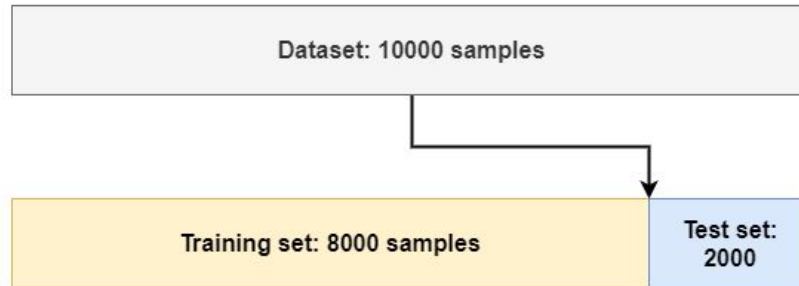 Dataset: 10000 samples
Training set: 8000 samples
Test set:
2000